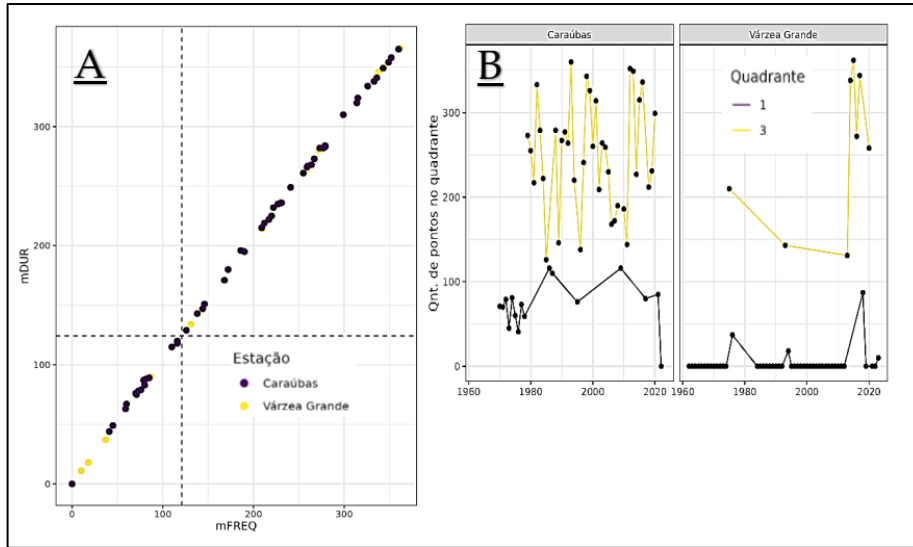 A
mDUR
300
200
100
0
Estação
Caraúbas
Várzea Grande
0
100
200
300
mFREQ
B
Caraúbas
Várzea Grande
Qnt. de pontos no quadrante
300
200
100
0
Quadrante
1
3
1960
1980
2000
2020
1960
1980
2000
2020